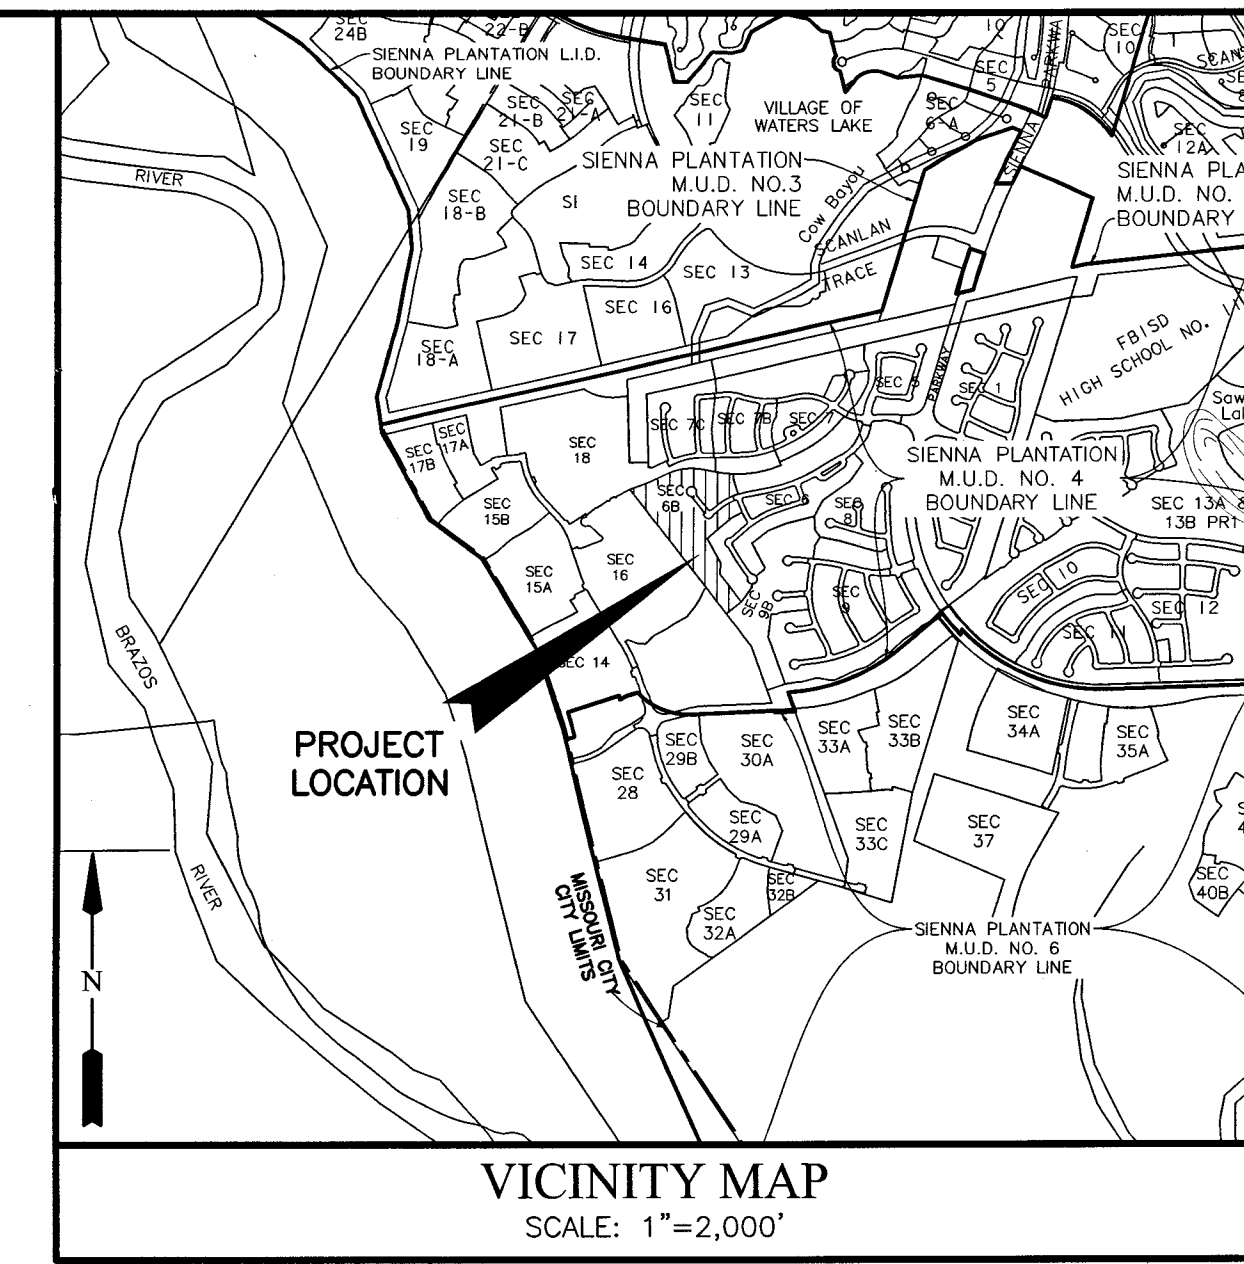 SEC
24B
22-B
SIENNA PLANTATION L.I.D.
BOUNDARY LINE
10
SEC
10
SEC
5
PARKWA
1
SEC
19
SEC
21-B
SEC
21-A
SEC
21-C
SEC
11
VILLAGE OF
WATERS LAKE
SEC
6-A
SIENNA
SEC
12A
RIVER
SIENNA PLANTATION
M.U.D. NO.3
BOUNDARY LINE
SIENNA PLA
M.U.D. NO.
BOUNDARY
SEC
18-B
Cow Bayou
SCANLAN
TRACE
SEC 14
SEC 13
SEC 16
SEC 17
SEC
18-A
FBISD
HIGH SCHOOL NO. 11
PARKWAY
SEC 5
SEC 1
Saw
Lak
SEC
17B
SEC
17A
SEC
18
SEC 7C
SEC 7B
SEC 7
SIENNA PLANTATION
M.U.D. NO. 4
BOUNDARY LINE
SEC
15B
SEC
6B
SEC 6
SEC
8
SEC 13A &
13B PRT
SEC
15A
SEC
16
SEC
9B
SEC
9
SEC 10
SEC 11
SEC 12
BRAZOS
SEC 14
PROJECT
LOCATION
SEC
28
SEC
29B
SEC
30A
SEC
33A
SEC
33B
SEC
34A
SEC
35A
SEC
29A
SEC
33C
SEC
37
RIVER
SEC
31
SEC
32B
SEC
32A
SEC
40B
MISSOURI CITY
CITY LIMITS
SIENNA PLANTATION
M.U.D. NO. 6
BOUNDARY LINE
N
VICINITY MAP
SCALE: 1"=2,000'